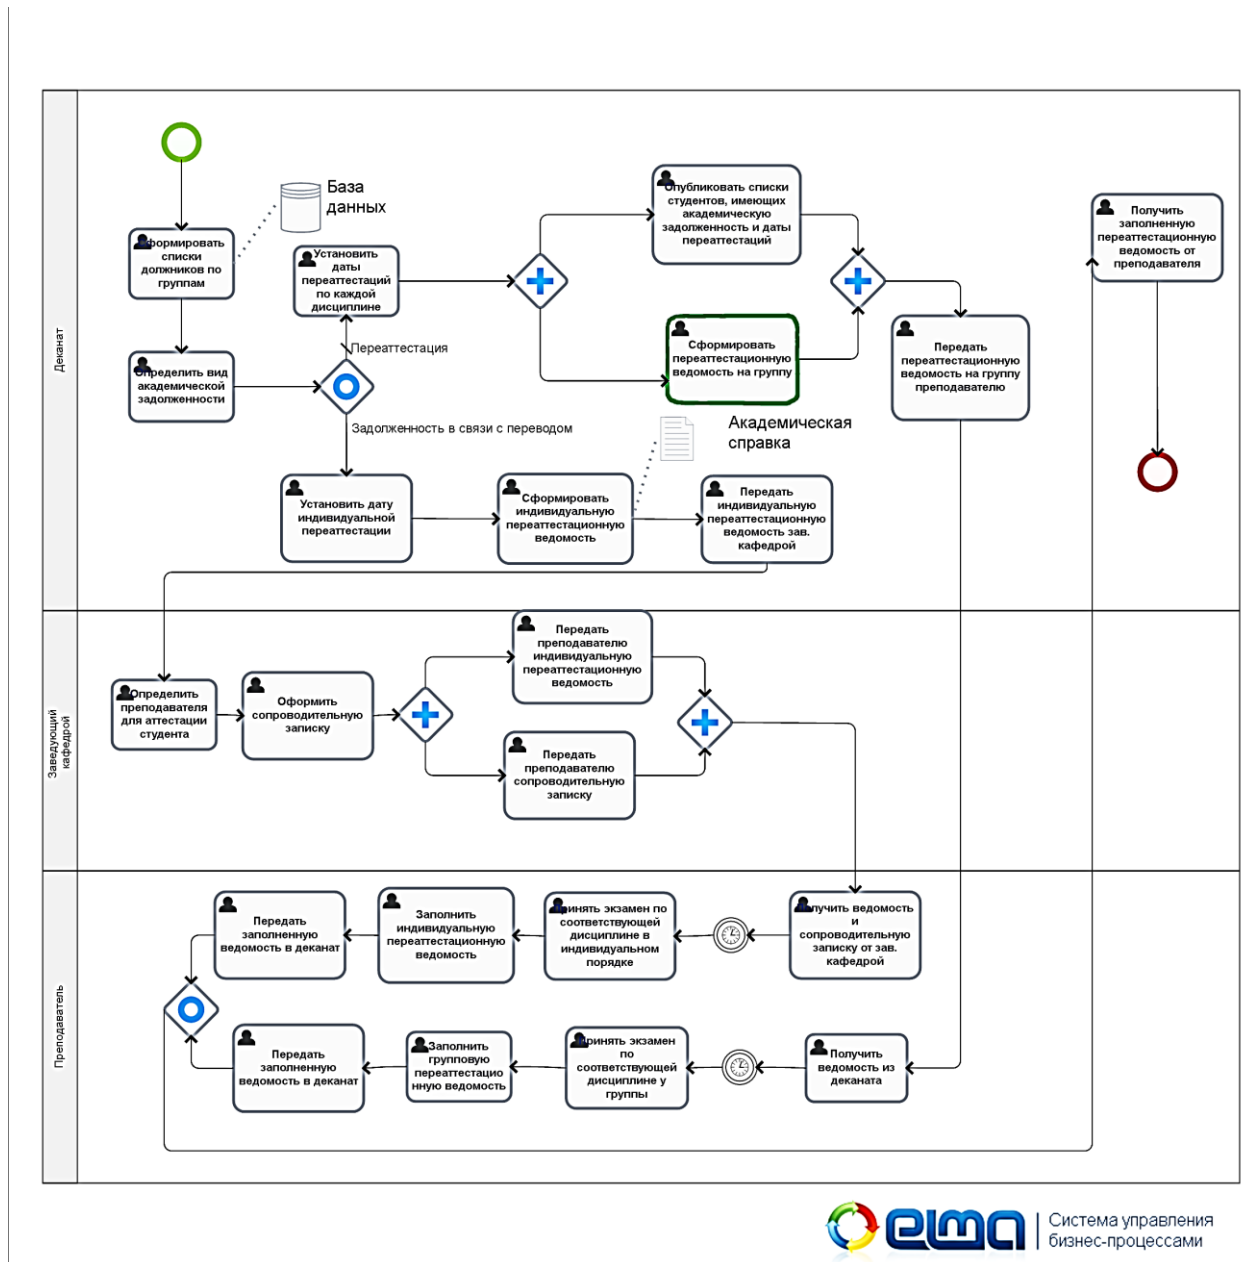 Деканат
База
данных
Сформировать
списки
должников по
группам
Определить вид
академической
задолженности
Установить
даты
переаттестаций
по каждой
дисциплине
Переаттестация
Задолженность в связи с переводом
Опубликовать списки
студентов, имеющих
академическую
задолженность и даты
переаттестаций
Сформировать
переаттестационную
ведомость на группу
Передать
переаттестационную
ведомость на группу
преподавателю
Получить
заполненную
переаттестационную
ведомость от
преподавателя
Академическая
справка
Установить дату
индивидуальной
переаттестации
Сформировать
индивидуальную
переаттестационную
ведомость
Передать
индивидуальную
переаттестационную
ведомость зав.
кафедрой
Заведующий
кафедрой
Определить
преподавателя
для аттестации
студента
Оформить
сопроводительную
записку
Передать
преподавателю
индивидуальную
переаттестационную
ведомость
Передать
преподавателю
сопроводительную
записку
Преподаватель
Передать
заполненную
ведомость в деканат
Заполнить
индивидуальную
переаттестационную
ведомость
Принять экзамен по
соответствующей
дисциплине в
индивидуальном
порядке
Получить ведомость
и
сопроводительную
записку от зав.
кафедрой
Передать
заполненную
ведомость в деканат
Заполнить
групповую
переаттестацио
нную ведомость
Принять экзамен
по
соответствующей
дисциплине у
группы
Получить
ведомость из
деканата
elma
Система управления
бизнес-процессами